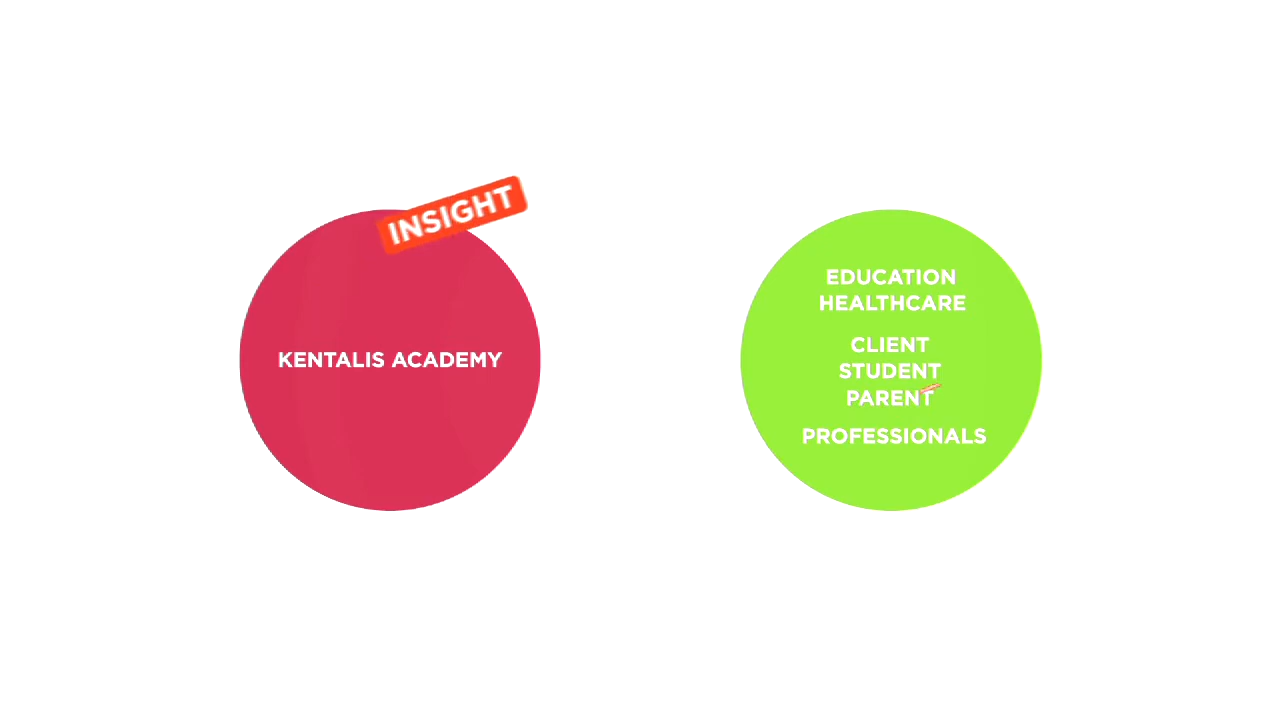 INSIGHT
KENTALIS ACADEMY
EDUCATION
HEALTHCARE
CLIENT
STUDENT
PARENT
PROFESSIONALS